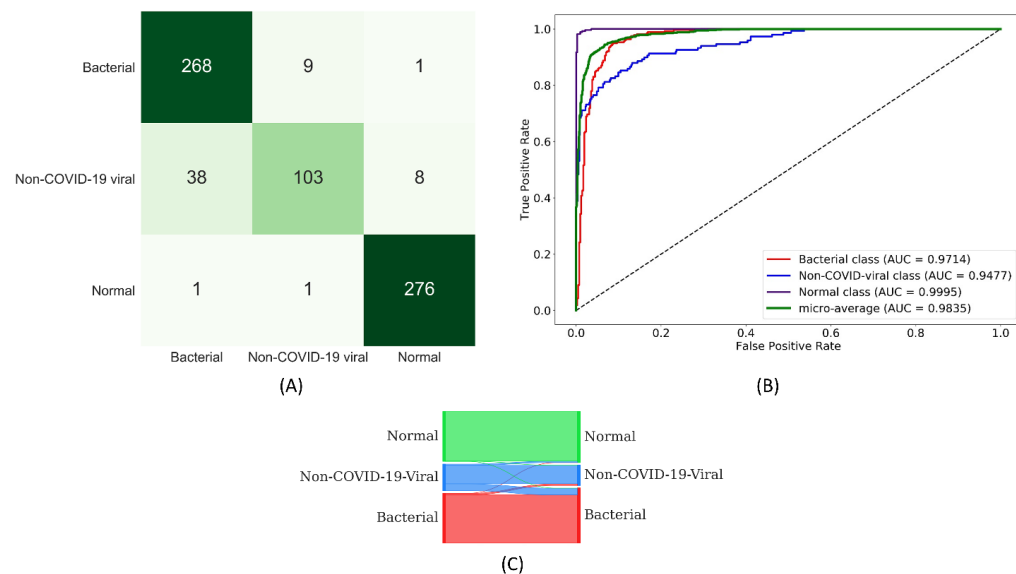 Bacterial
268 9 1
Non-COVID-19 viral
38 103 8
Normal
1 1 276
Bacterial Non-COVID-19 viral Normal
(A)
True Positive Rate
1.0
0.8
0.6
0.4
0.2
0.0
Bacterial class (AUC = 0.9714)
Non-COVID-viral class (AUC = 0.9477)
Normal class (AUC = 0.9995)
micro-average (AUC = 0.9835)
0.0 0.2 0.4 0.6 0.8 1.0
False Positive Rate
(B)
Normal Normal
Non-COVID-19-Viral Non-COVID-19-Viral
Bacterial Bacterial
(C)